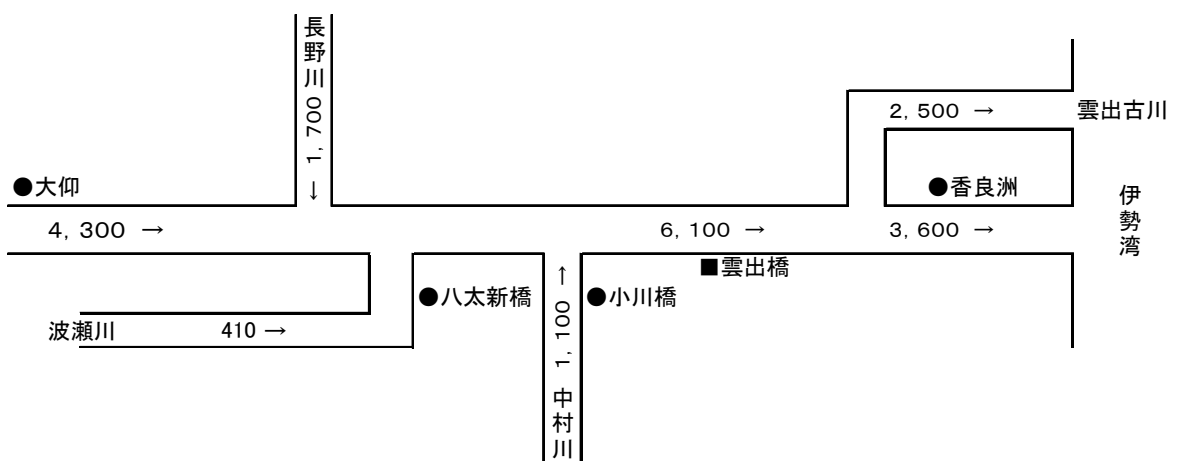 長野川
← 1,700
2,500 →
雲出古川
●大仰
●香良洲
伊勢湾
4,300 →
6,100 →
3,600 →
■雲出橋
●八太新橋
●小川橋
波瀬川
410 →
1,100 →
中村川